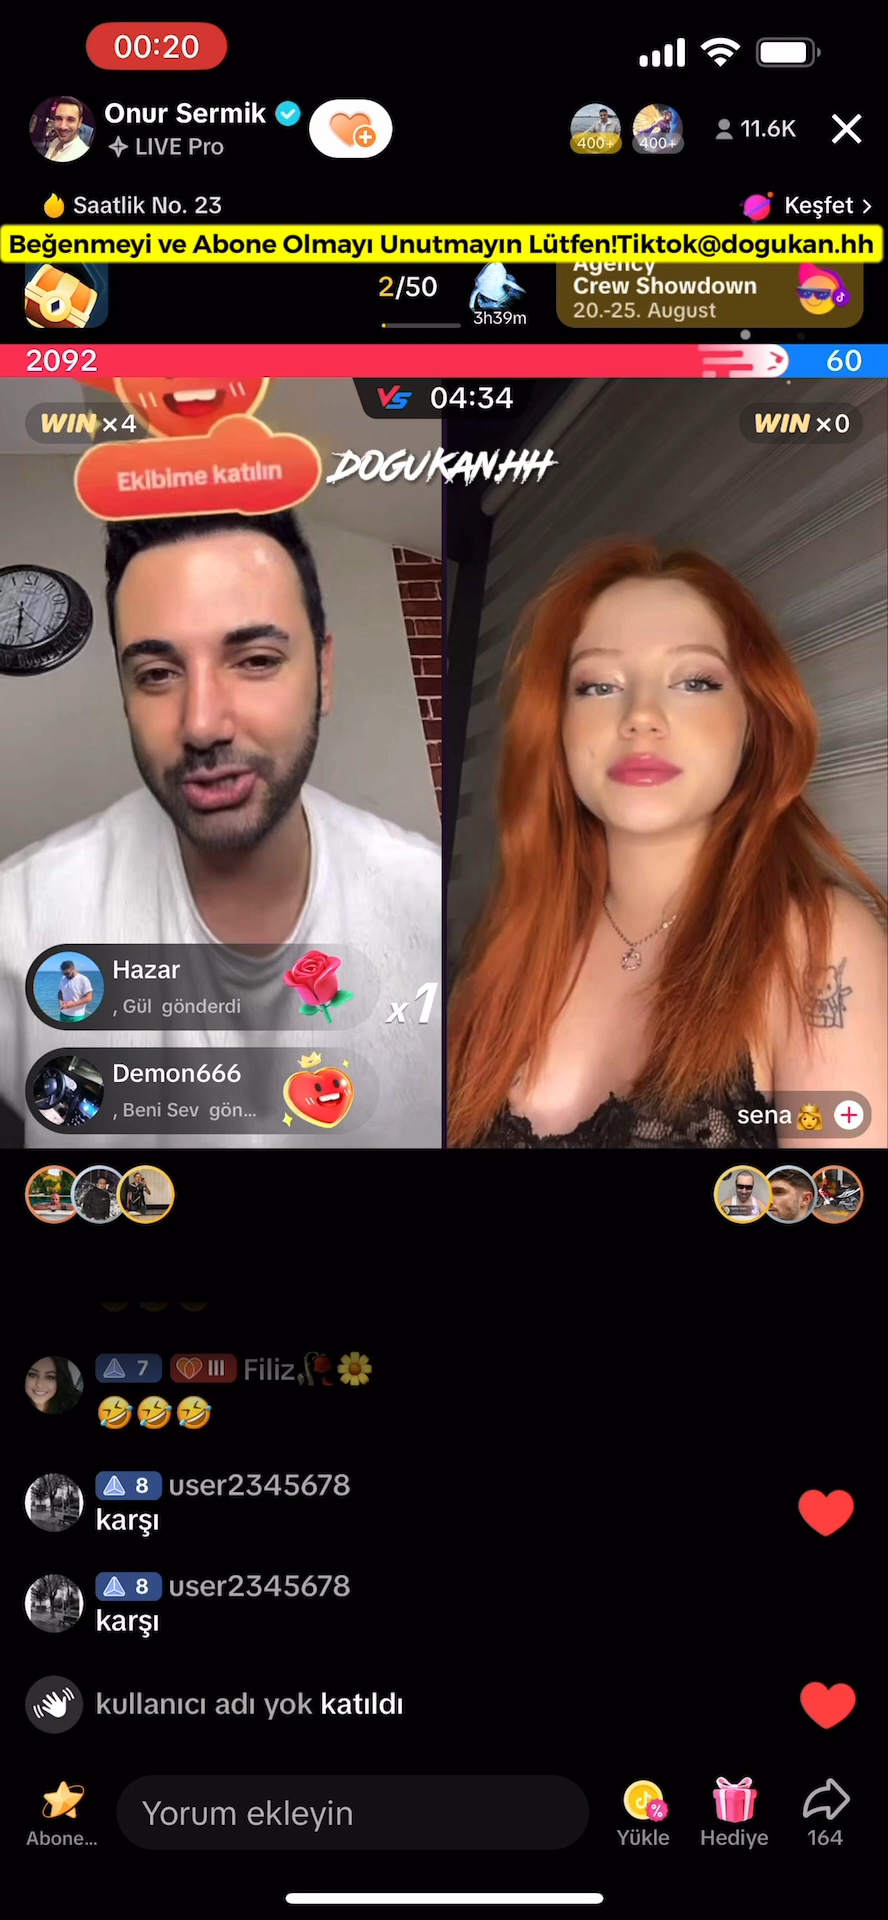 00:20
Onur Sermik
LIVE Pro
400+
400+
11.6K
Saatlik No. 23
Keşfet
Beğenmeyi ve Abone Olmayı Unutmayın Lütfen!Tiktok@dogukan.hh
2/50
3h39m
Agency
Crew Showdown
20.-25. August
2092
60
VS 04:34
WIN ×4
WIN ×0
Ekibime katılın
DOGUKAN.HH
Hazar
, Gül gönderdi
x1
Demon666
, Beni Sev gön...
sena
7 III Filiz
8 user2345678
karşı
8 user2345678
karşı
kullanıcı adı yok katıldı
Abone...
Yorum ekleyin
Yükle
Hediye
164